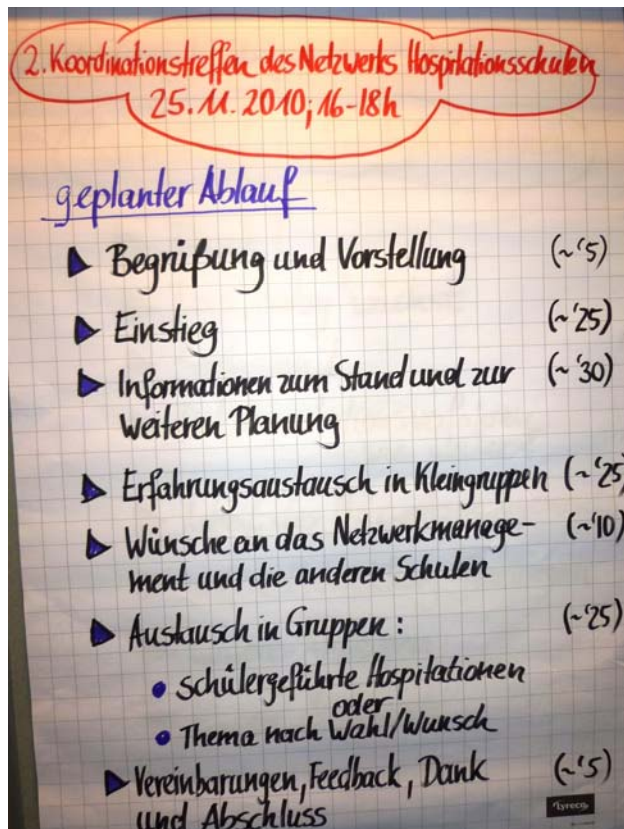 2. Koordinationstreffen des Netzwerks Hospitationsschulen
25.11.2010; 16-18h
geplanter Ablauf
Begrüßung und Vorstellung (~'5)
Einstieg (~'25)
Informationen zum Stand und zur (~'30)
weiteren Planung
Erfahrungsaustausch in Kleingruppen (~'25)
Wünsche an das Netzwerkmanage- (~'10)
ment und die anderen Schulen
Austausch in Gruppen: (~'25)
• Schülergeführte Hospitationen
oder
• Thema nach Wahl/Wunsch
Vereinbarungen, Feedback, Dank (~'5)
und Abschluss
lyreco